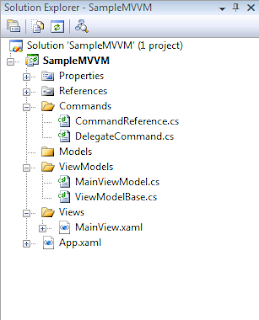 Solution Explorer - SampleMVVM
Solution 'SampleMVVM' (1 project)
SampleMVVM
Properties
References
Commands
CommandReference.cs
DelegateCommand.cs
Models
ViewModels
MainViewModel.cs
ViewModelBase.cs
Views
MainView.xaml
App.xaml